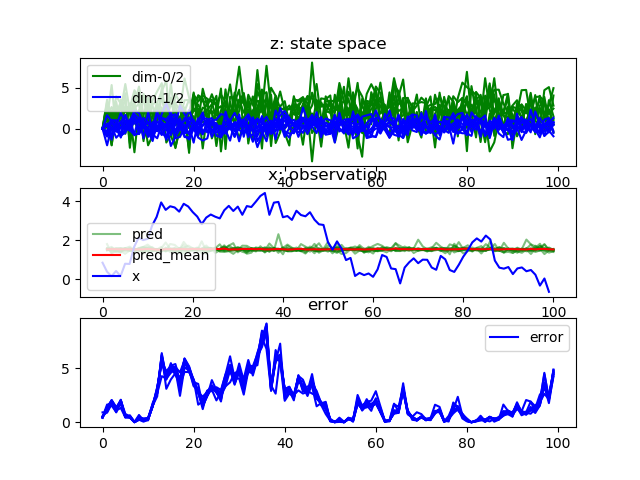 z: state space
5
0
dim-0/2
dim-1/2
0 20 40 60 80 100
x: observation
4
2
0
pred
pred_mean
x
0 20 40 60 80 100
error
5
0
error
0 20 40 60 80 100